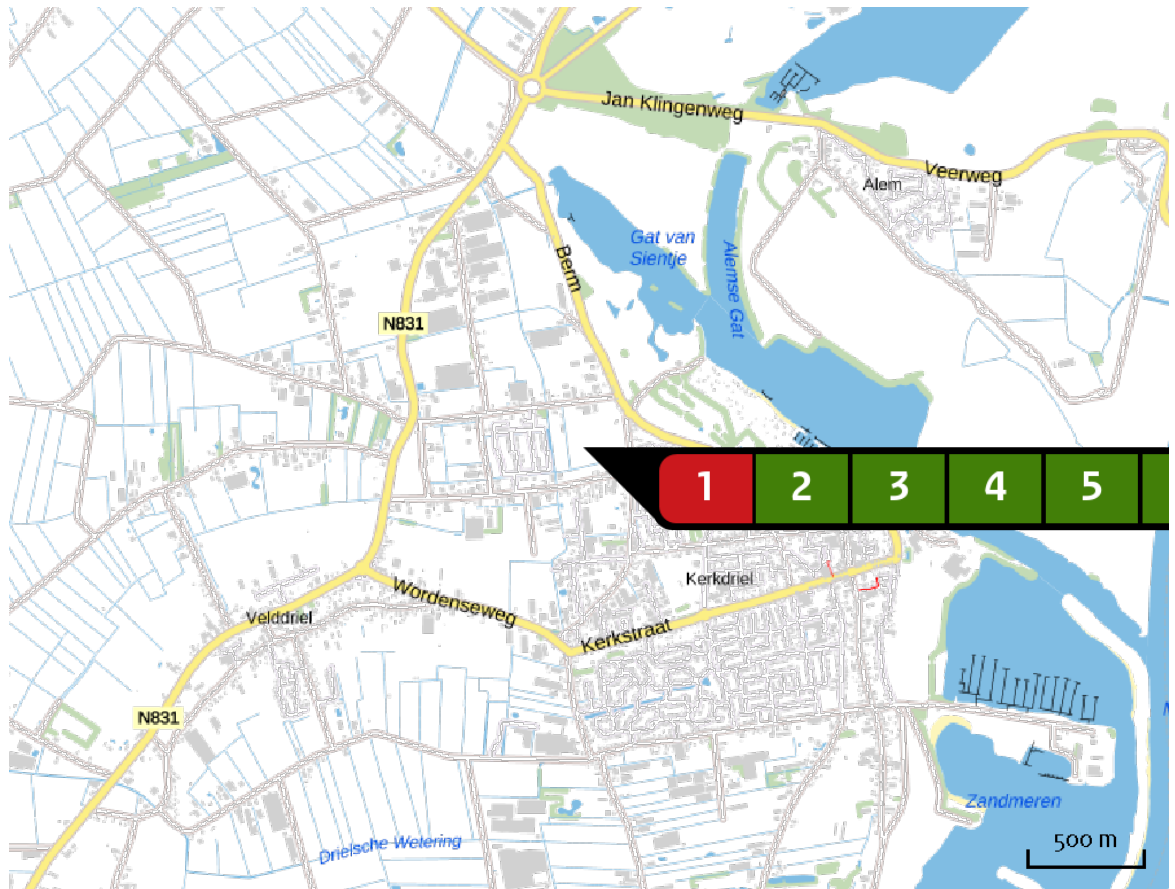 Jan Klingenweg
Veerweg
Alem
Gat van
Sientje
Alemse Gat
Berm
N831
1 2 3 4 5
Kerkdriel
Wordenseweg
Velddriel
Kerkstraat
N831
Zandmeren
Drielsche Wetering
500 m